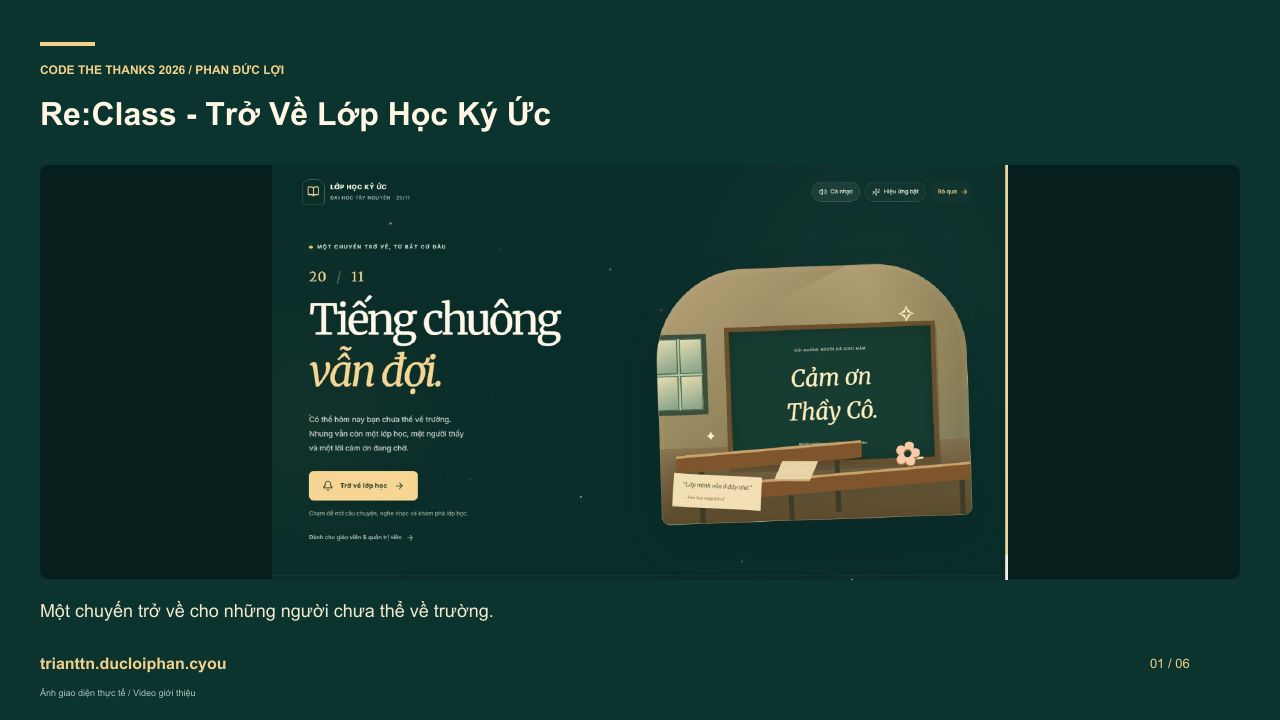 CODE THE THANKS 2026 / PHAN ĐỨC LỢI
Re:Class - Trở Về Lớp Học Ký Ức
LỚP HỌC KÝ ỨC
ĐẠI HỌC TÂY NGUYÊN · 20/11
Có nhạc
Hiệu ứng bật
Bỏ qua →
MỘT CHUYẾN TRỞ VỀ, TỪ BẤT CỨ ĐÂU
20 / 11
Tiếng chuông
vẫn đợi.
GỬI NHỮNG NGƯỜI ĐÃ GIEO MẦM
Cảm ơn
Thầy Cô.
Có thể hôm nay bạn chưa thể về trường.
Nhưng vẫn còn một lớp học, một người thầy
và một lời cảm ơn đang chờ.
Trở về lớp học →
"Lớp mình vẫn ở đây nhé."
Chạm để mở câu chuyện, nghe nhạc và khám phá lớp học.
Dành cho giáo viên & quản trị viên →
Một chuyến trở về cho những người chưa thể về trường.
trianttn.ducloiphan.cyou
01 / 06
Ảnh giao diện thực tế / Video giới thiệu